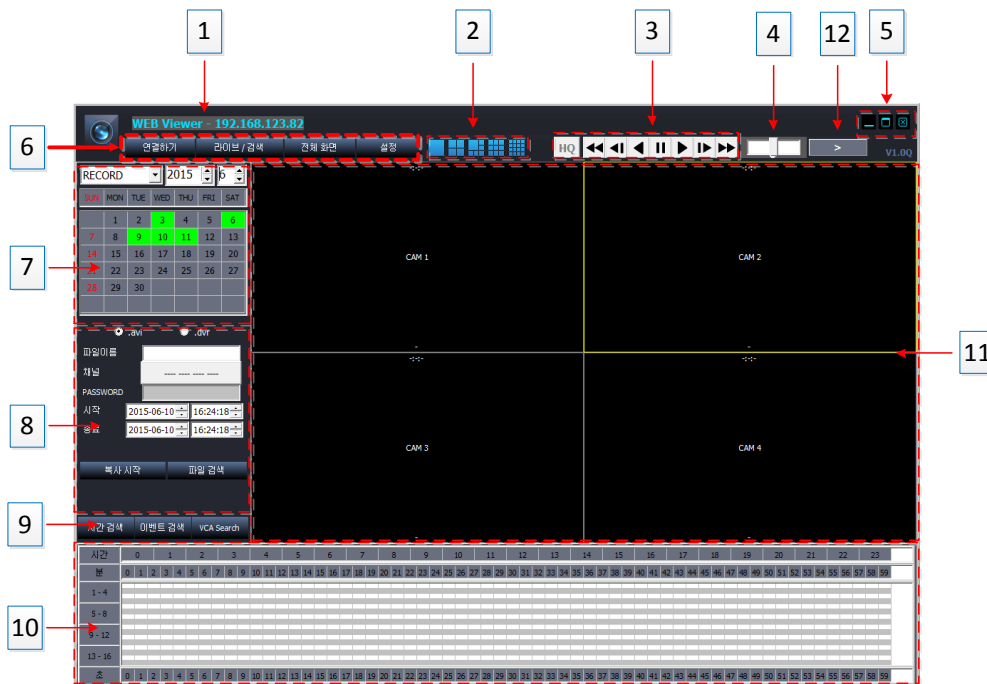 1
2
3
4
12
5
WEB Viewer - 192.168.123.82
6
연결하기 라이브 / 검색 전체 화면 설정
HQ
>
V1.0Q
RECORD 2015 6
SUN MON TUE WED THU FRI SAT
1 2 3 4 5 6
7 8 9 10 11 12 13
14 15 16 17 18 19 20
21 22 23 24 25 26 27
28 29 30
7
CAM 1
CAM 2
-:-:-
-:-:-
-
-
11
.avi .dvr
파일이름
채널 ---- ---- ---- ----
PASSWORD
시작 2015-06-10 16:24:18
종료 2015-06-10 16:24:18
8
복사 시작 파일 검색
CAM 3
CAM 4
-:-:-
-:-:-
-
-
9
시간 검색 이벤트 검색 VCA Search
시간 0 1 2 3 4 5 6 7 8 9 10 11 12 13 14 15 16 17 18 19 20 21 22 23
분 0 1 2 3 4 5 6 7 8 9 10 11 12 13 14 15 16 17 18 19 20 21 22 23 24 25 26 27 28 29 30 31 32 33 34 35 36 37 38 39 40 41 42 43 44 45 46 47 48 49 50 51 52 53 54 55 56 57 58 59
1 - 4
5 - 8
10
9 - 12
13 - 16
초 0 1 2 3 4 5 6 7 8 9 10 11 12 13 14 15 16 17 18 19 20 21 22 23 24 25 26 27 28 29 30 31 32 33 34 35 36 37 38 39 40 41 42 43 44 45 46 47 48 49 50 51 52 53 54 55 56 57 58 59